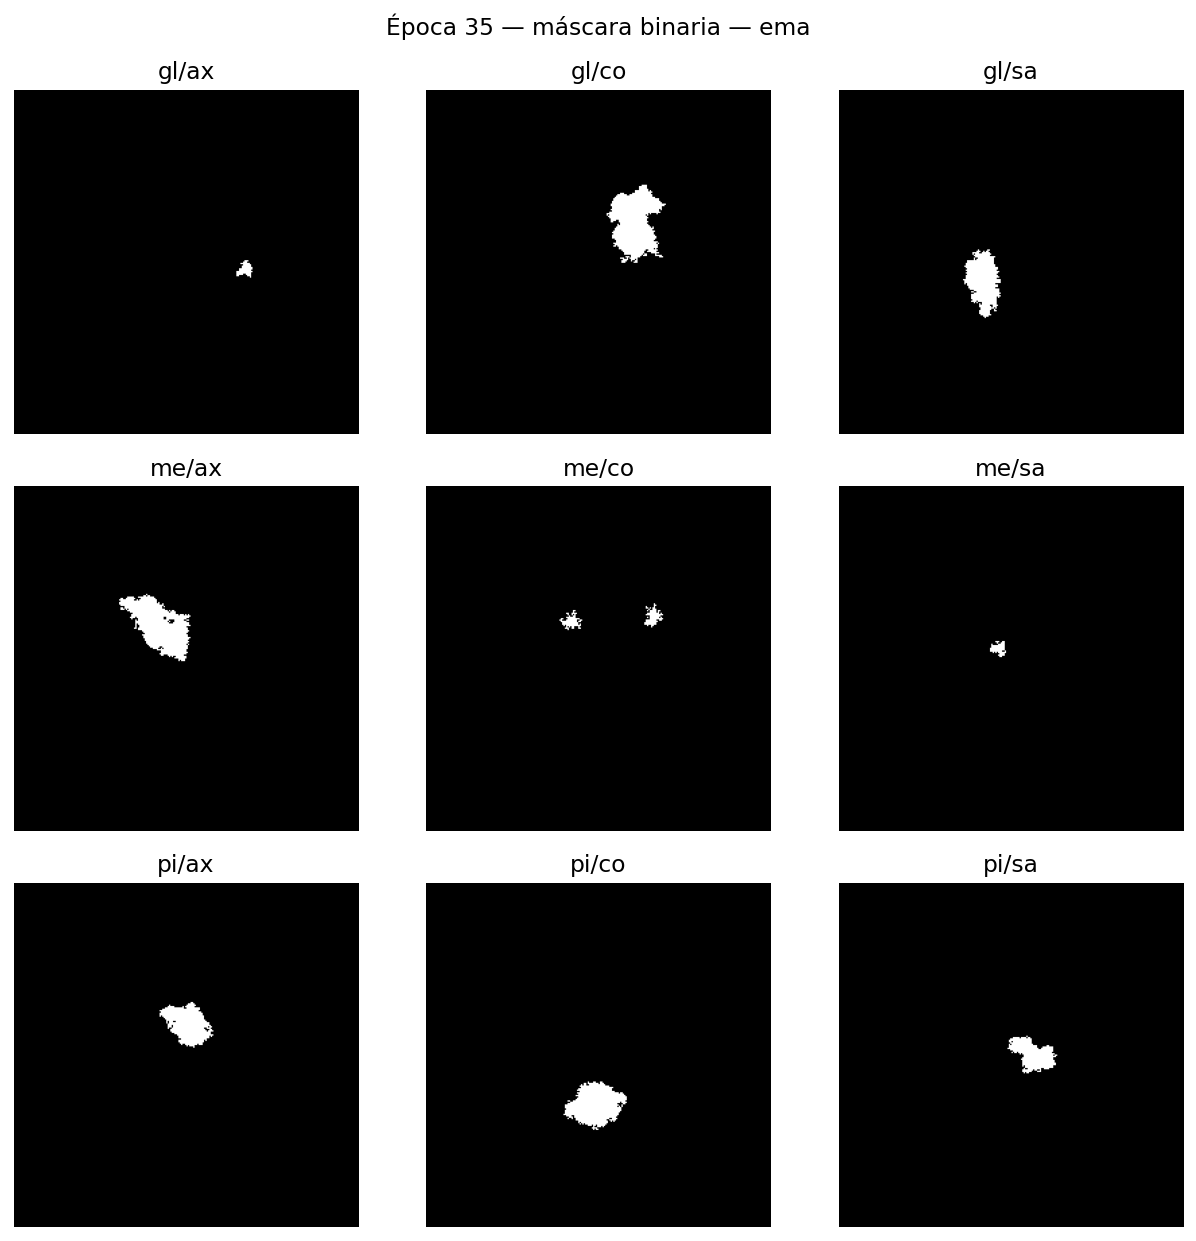 Época 35 — máscara binaria — ema
gl/ax
gl/co
gl/sa
me/ax
me/co
me/sa
pi/ax
pi/co
pi/sa